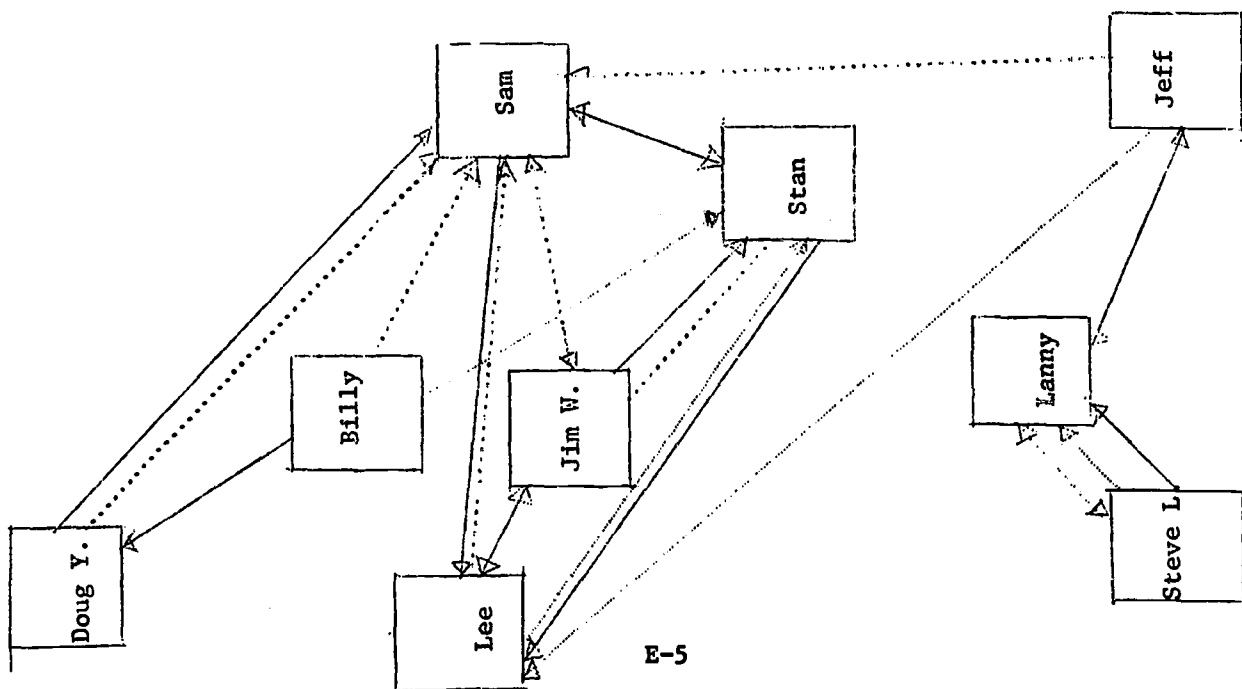 Doug Y.
Billy
Sam
Lee
Jim W.
Stan
Steve L
Lanny
Jeff
E-5